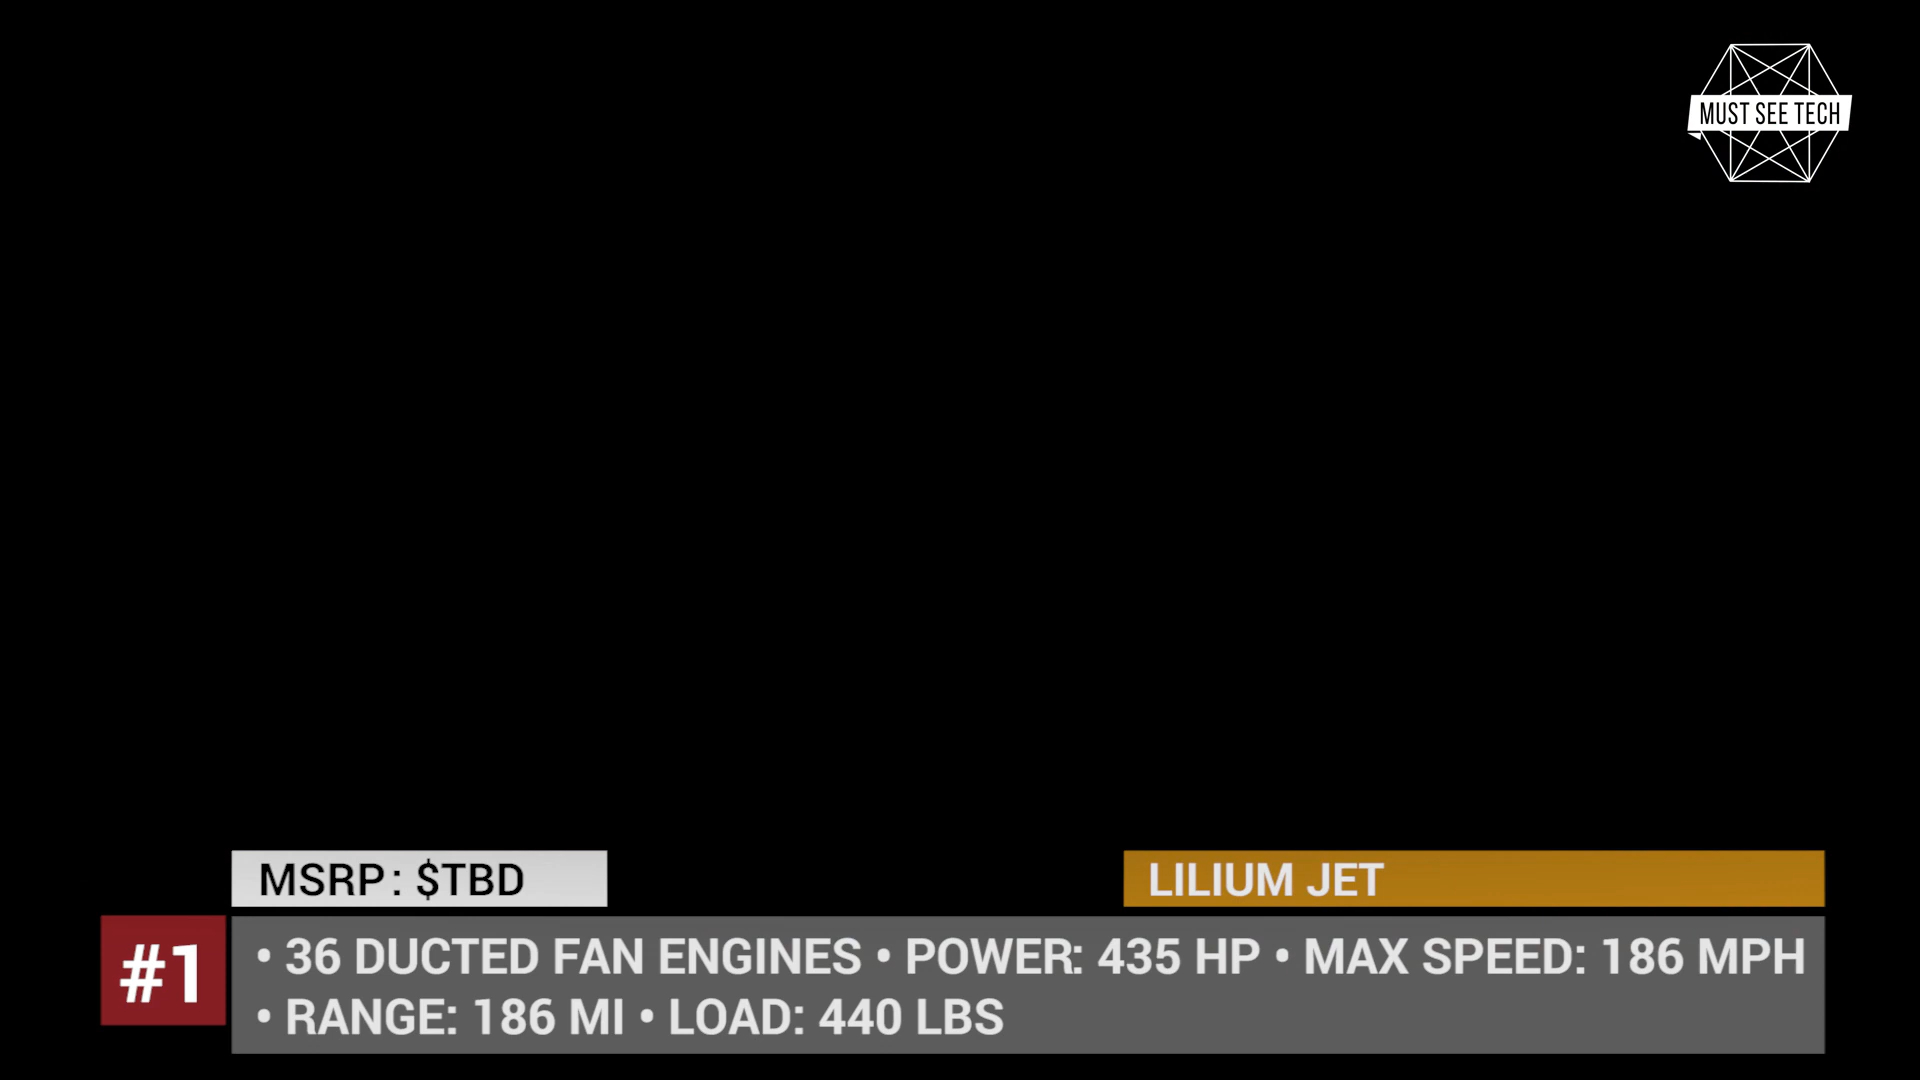 MUST SEE TECH
MSRP: $TBD
LILIUM JET
#1
• 36 DUCTED FAN ENGINES • POWER: 435 HP • MAX SPEED: 186 MPH
• RANGE: 186 MI • LOAD: 440 LBS